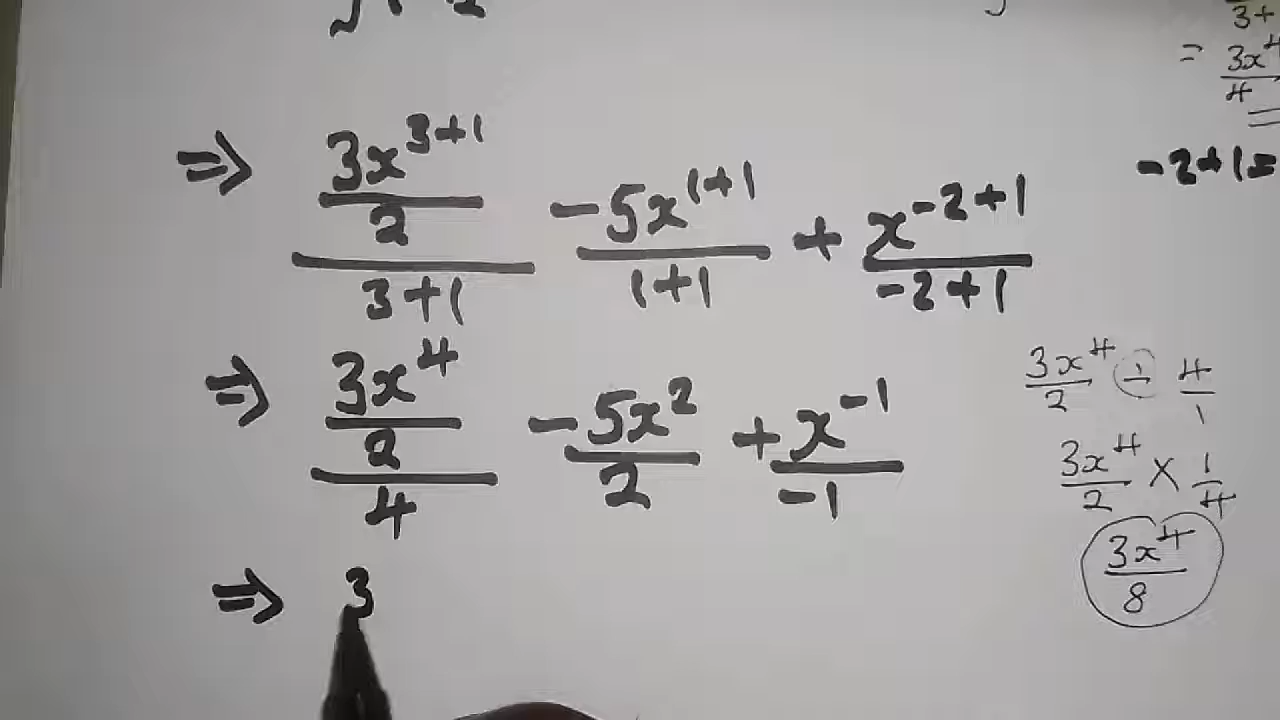 3+
= 3x^4/4
-2+1=
⇒ (3x^(3+1)/2)/(3+1) -5x^(1+1)/(1+1) + x^(-2+1)/(-2+1)
⇒ (3x^4/2)/4 -5x^2/2 + x^(-1)/(-1)
3x^4/2 ÷ 4/1
3x^4/2 × 1/4
3x^4/8
⇒ 3